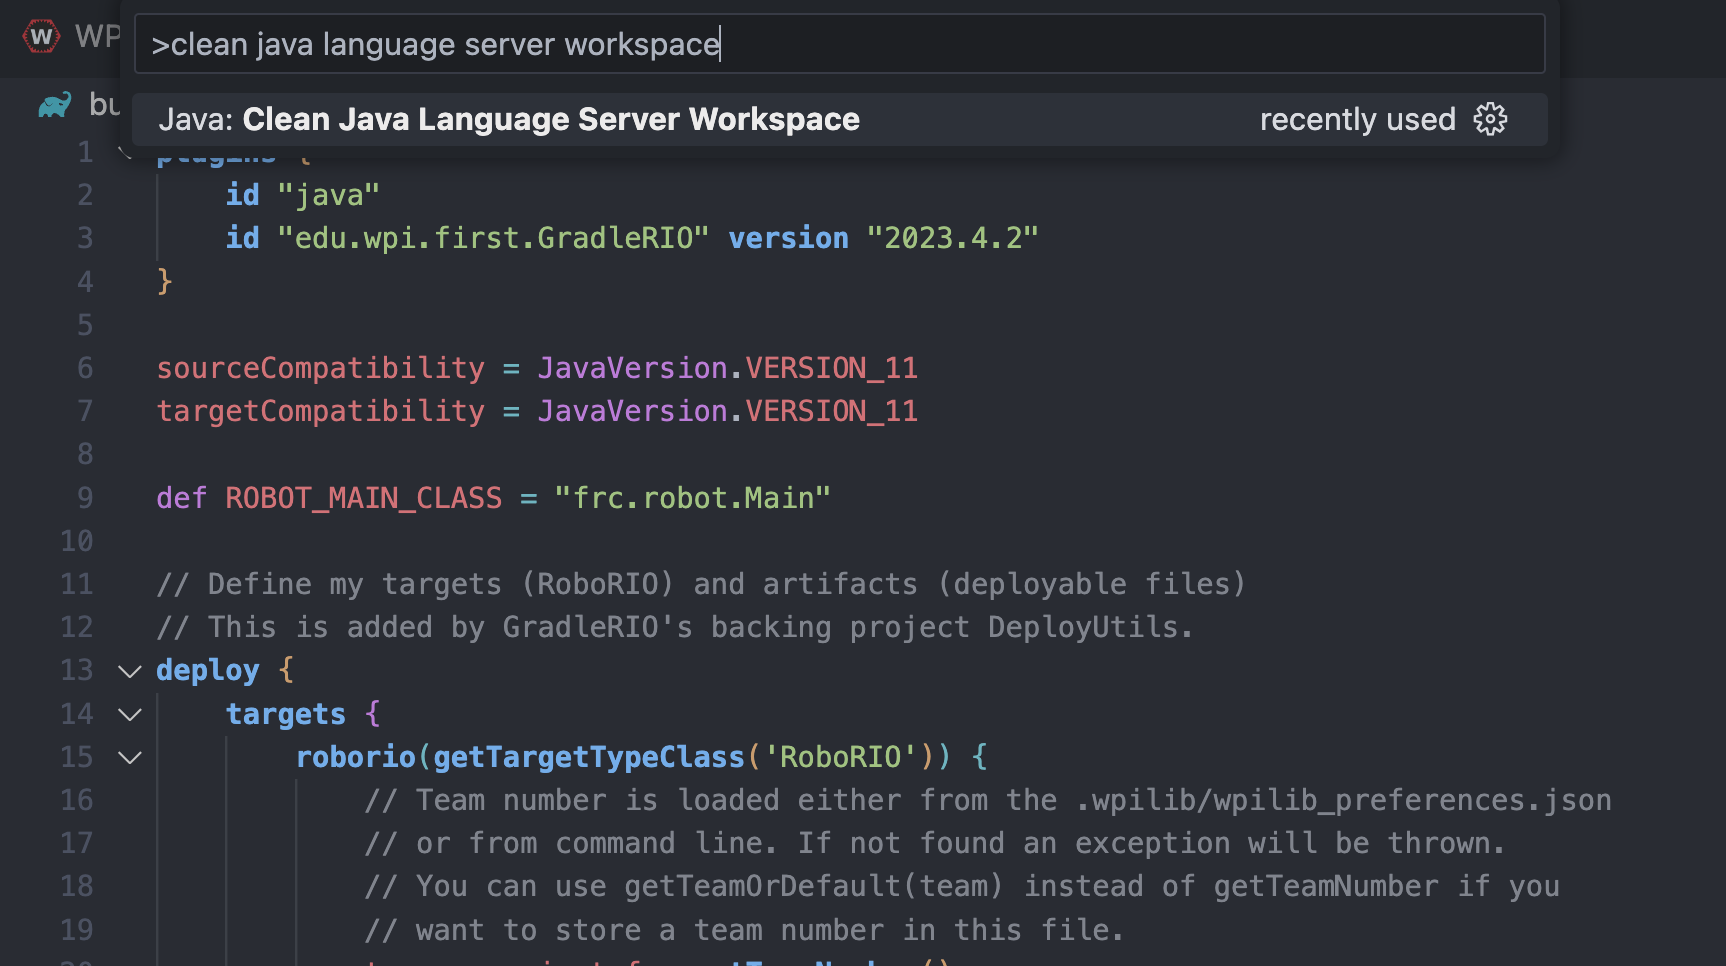 W WP
>clean java language server workspace
bu
Java: Clean Java Language Server Workspace recently used
1 plugins {
2 id "java"
3 id "edu.wpi.first.GradleRIO" version "2023.4.2"
4 }
5
6 sourceCompatibility = JavaVersion.VERSION_11
7 targetCompatibility = JavaVersion.VERSION_11
8
9 def ROBOT_MAIN_CLASS = "frc.robot.Main"
10
11 // Define my targets (RoboRIO) and artifacts (deployable files)
12 // This is added by GradleRIO's backing project DeployUtils.
13 deploy {
14 targets {
15 roborio(getTargetTypeClass('RoboRIO')) {
16 // Team number is loaded either from the .wpilib/wpilib_preferences.json
17 // or from command line. If not found an exception will be thrown.
18 // You can use getTeamOrDefault(team) instead of getTeamNumber if you
19 // want to store a team number in this file.